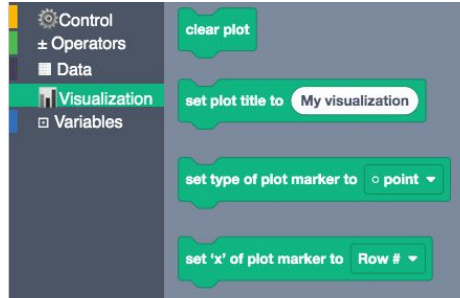 Control
± Operators
Data
Visualization
Variables
clear plot
set plot title to My visualization
set type of plot marker to ○ point
set ‘x’ of plot marker to Row #